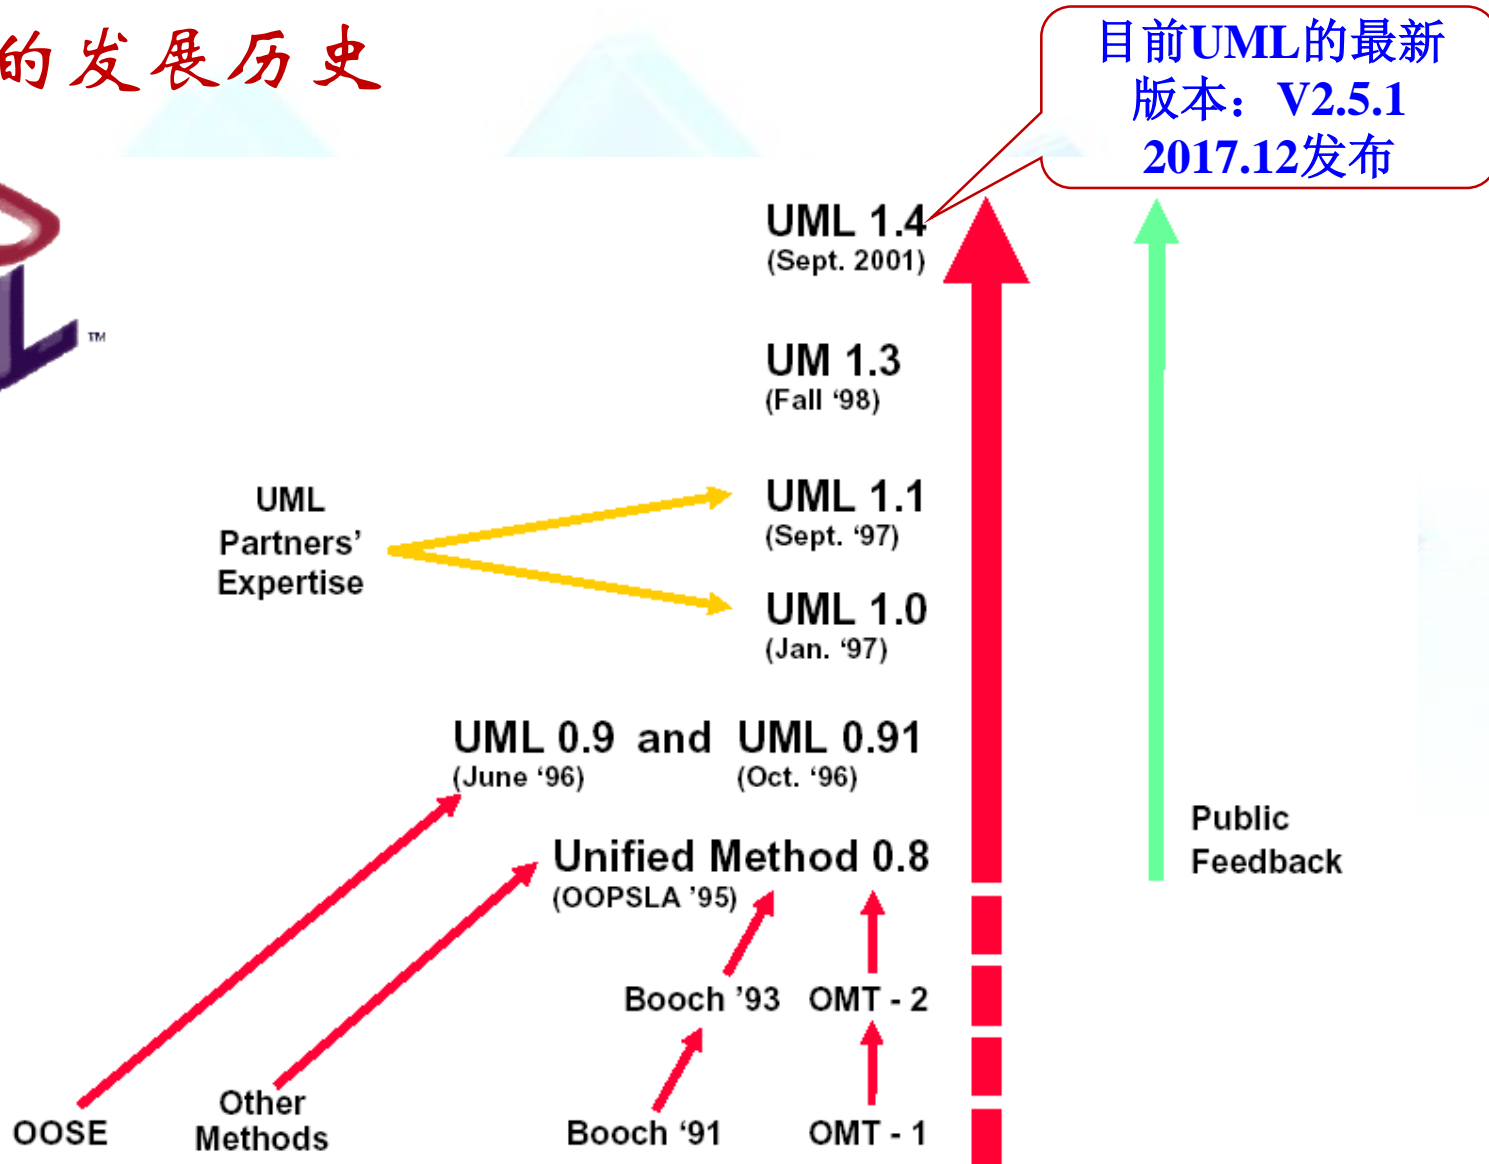 的发展历史
目前UML的最新
版本：V2.5.1
2017.12发布
UML 1.4
(Sept. 2001)
TM
UM 1.3
(Fall ‘98)
UML
Partners’
Expertise
UML 1.1
(Sept. ‘97)
UML 1.0
(Jan. ‘97)
UML 0.9 and UML 0.91
(June ‘96) (Oct. ‘96)
Public
Feedback
Unified Method 0.8
(OOPSLA ’95)
Booch ’93 OMT - 2
OOSE
Other
Methods
Booch ‘91 OMT - 1